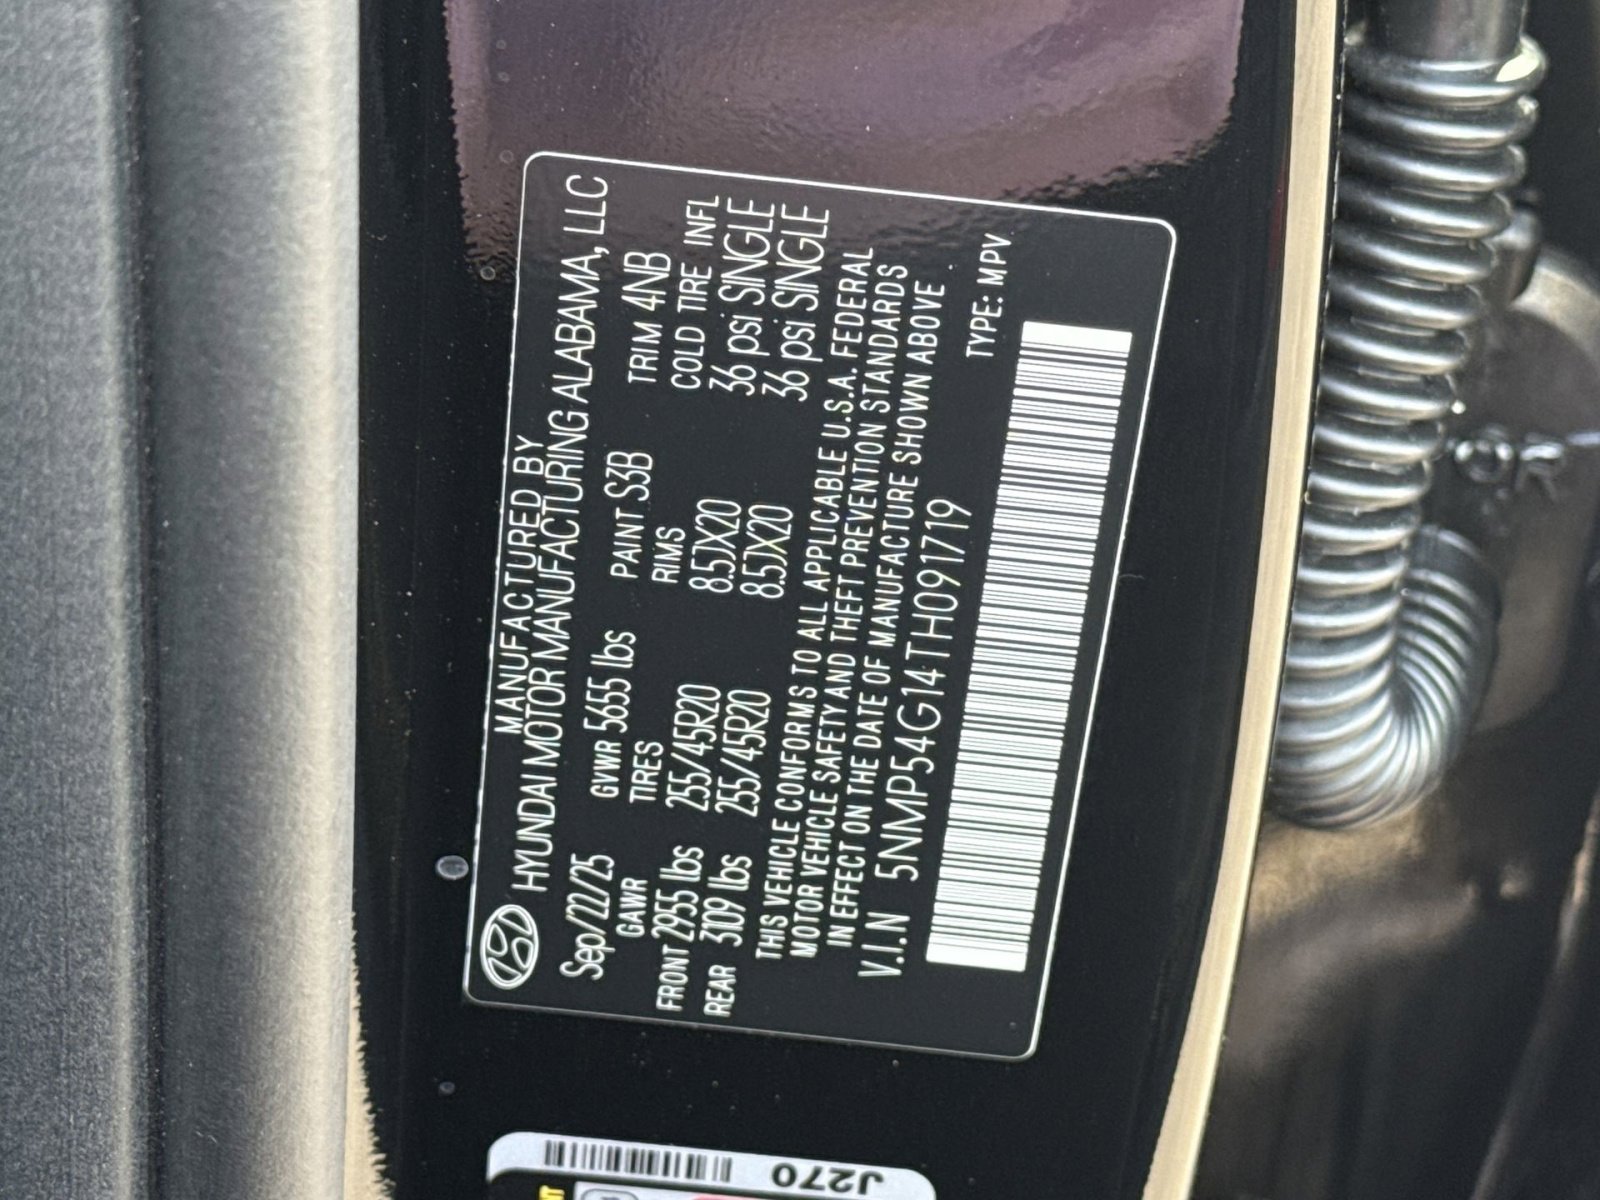 MANUFACTURED BY
HYUNDAI MOTOR MANUFACTURING ALABAMA, LLC
Sep/22/25 GVWR 5655 lbs PAINT S3B TRIM 4NB
GAWR TIRES RIMS COLD TIRE INFL
FRONT 2955 lbs 255/45R20 8.5JX20 36 psi SINGLE
REAR 3109 lbs 255/45R20 8.5JX20 36 psi SINGLE
THIS VEHICLE CONFORMS TO ALL APPLICABLE U.S.A. FEDERAL
MOTOR VEHICLE SAFETY AND THEFT PREVENTION STANDARDS
IN EFFECT ON THE DATE OF MANUFACTURE SHOWN ABOVE.
V.I.N 5NMP54G14TH091719
TYPE: MPV
J270